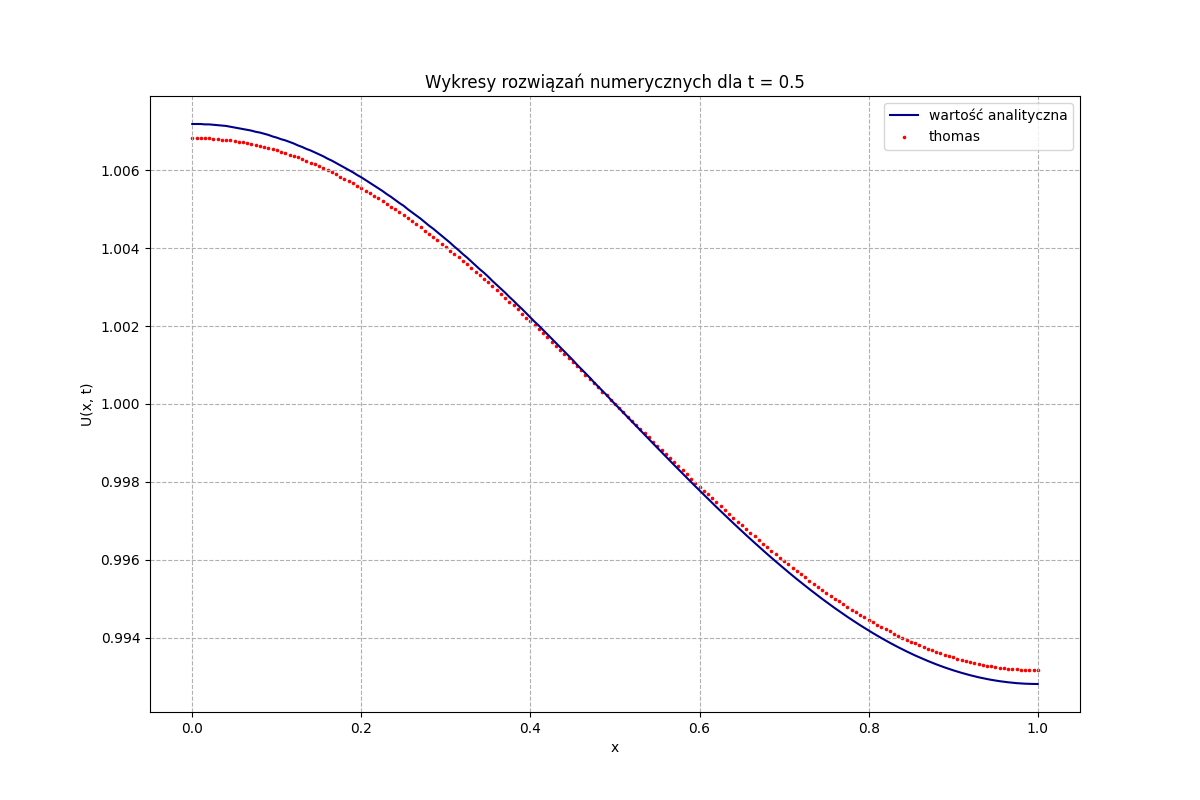 Wykresy rozwiązań numerycznych dla t = 0.5
wartość analityczna
thomas
U(x, t)
1.006
1.004
1.002
1.000
0.998
0.996
0.994
0.0 0.2 0.4 0.6 0.8 1.0
x